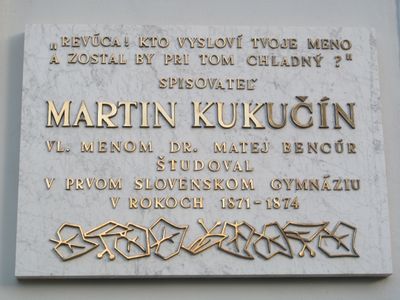 „REVÚCA! KTO VYSLOVÍ TVOJE MENO
A ZOSTAL BY PRI TOM CHLADNÝ ?"
SPISOVATEĽ
MARTIN KUKUČÍN
VL. MENOM DR. MATEJ BENCÚR
ŠTUDOVAL
V PRVOM SLOVENSKOM GYMNÁZIU
V ROKOCH 1871-1874